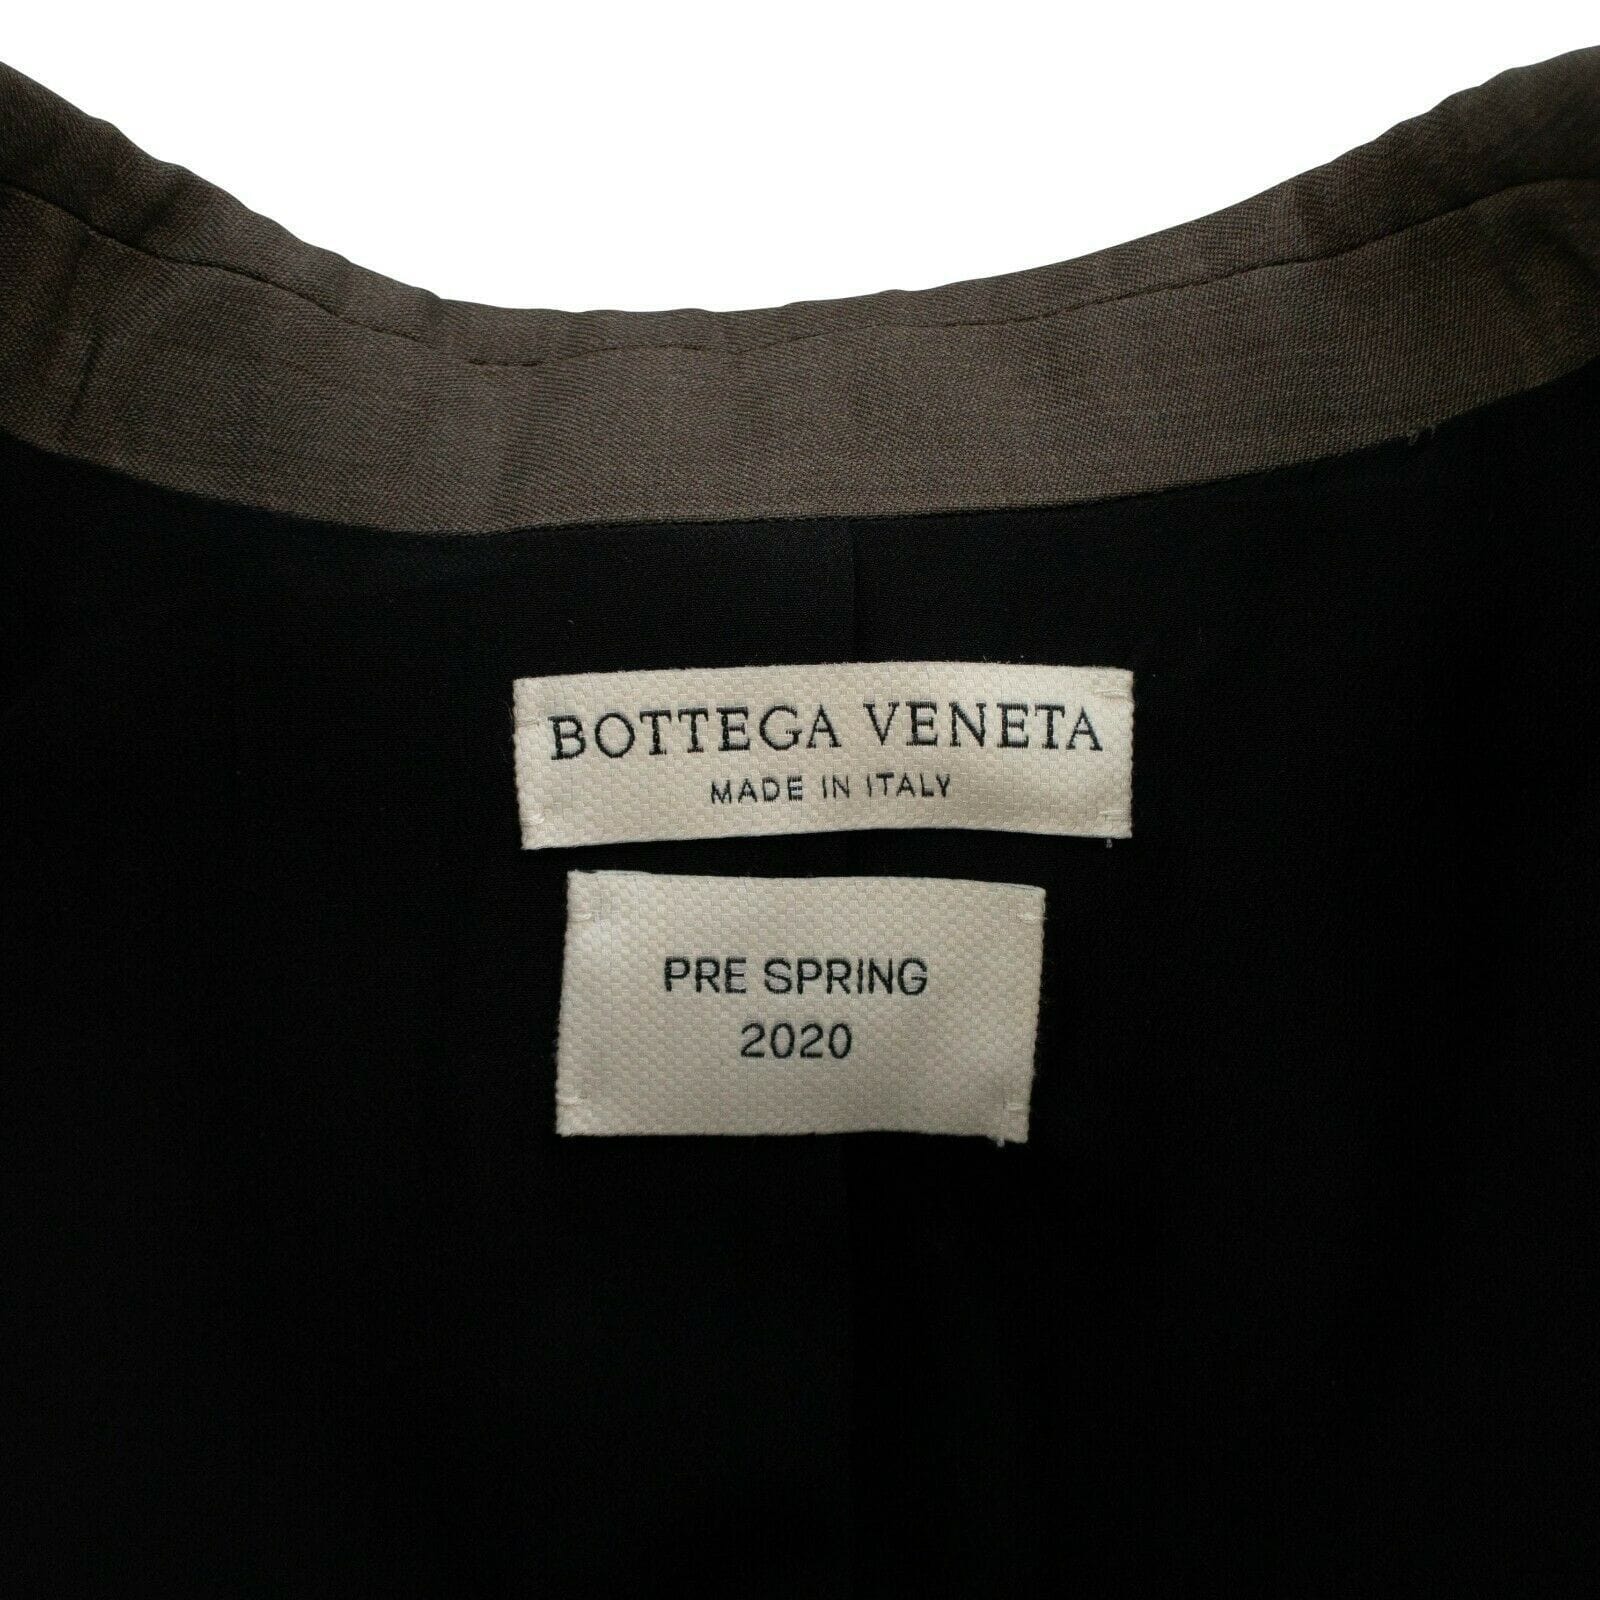 BOTTEGA VENETA
MADE IN ITALY
PRE SPRING
2020